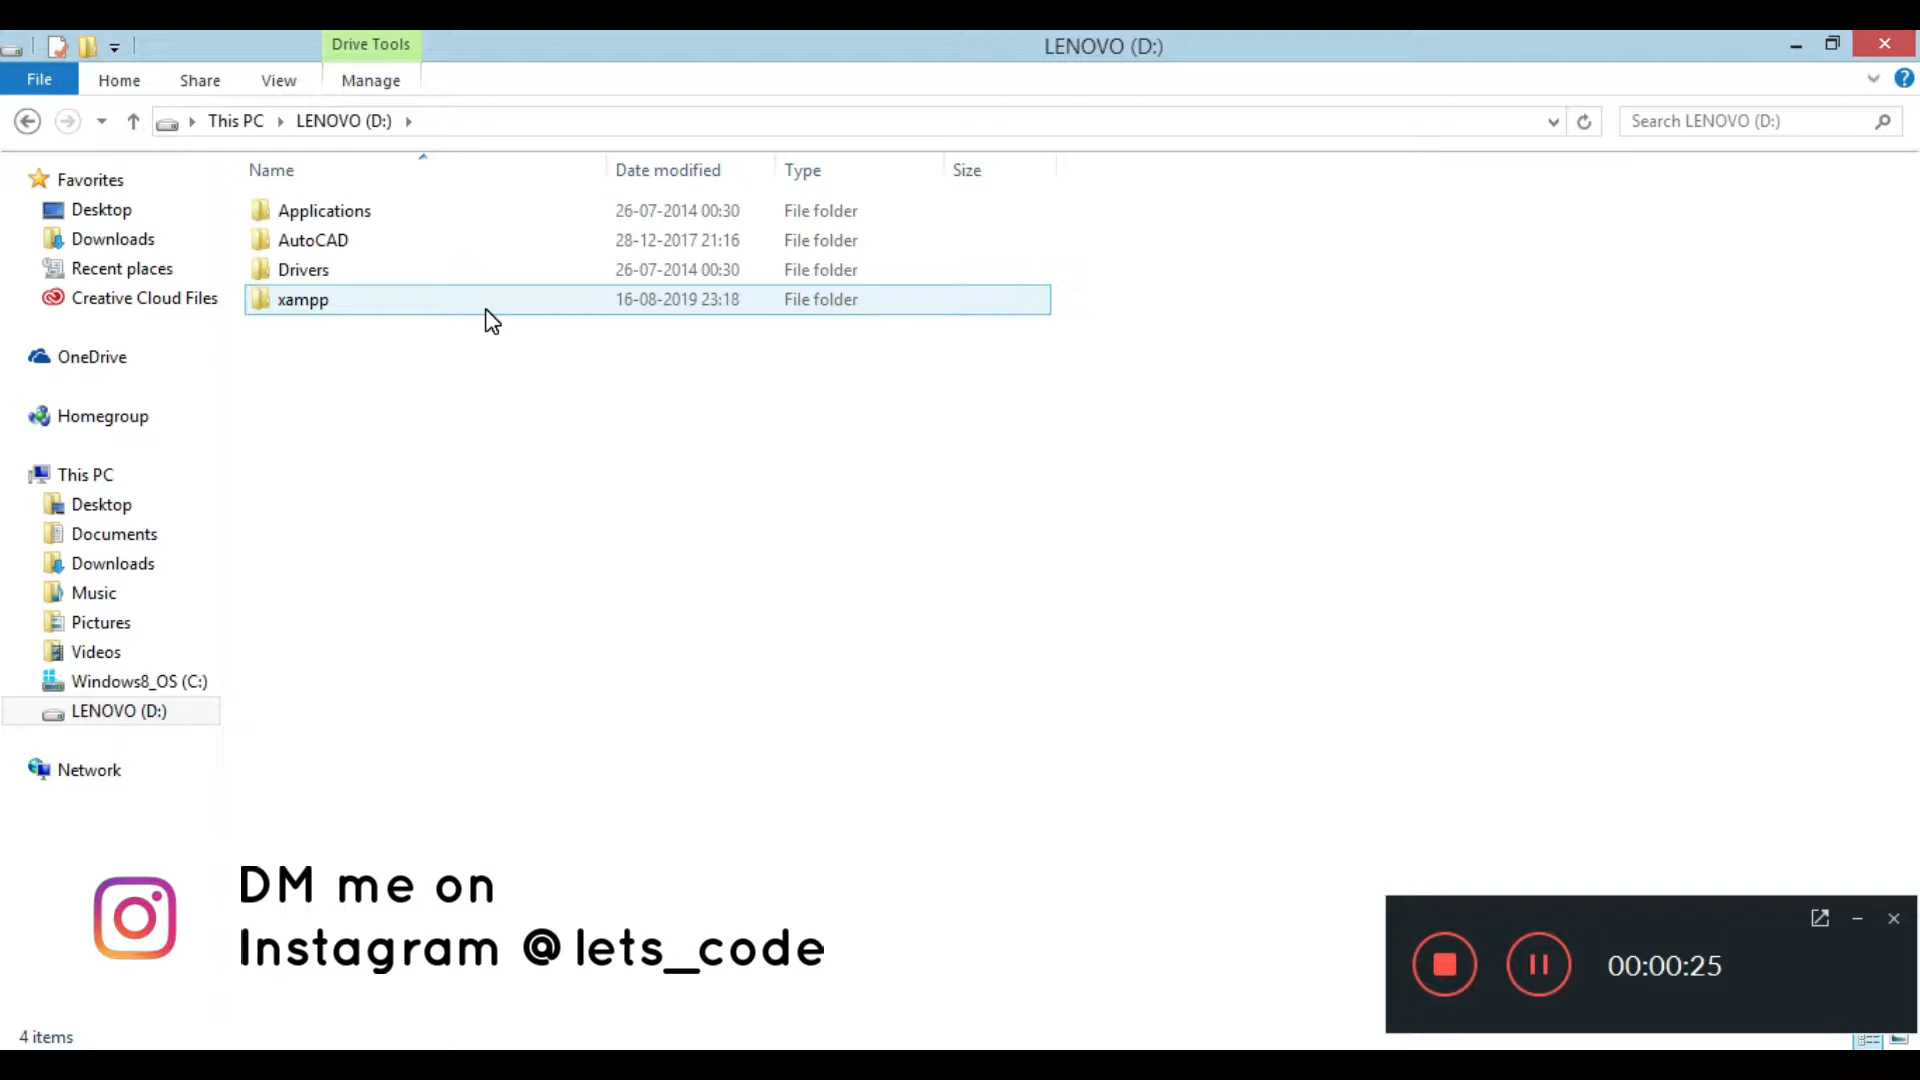 Drive Tools
LENOVO (D:)
File
Home
Share
View
Manage
This PC
LENOVO (D:)
Search LENOVO (D:)
Name
Date modified
Type
Size
Favorites
Desktop
Downloads
Recent places
Creative Cloud Files
OneDrive
Homegroup
This PC
Desktop
Documents
Downloads
Music
Pictures
Videos
Windows8_OS (C:)
LENOVO (D:)
Network
Applications 26-07-2014 00:30 File folder
AutoCAD 28-12-2017 21:16 File folder
Drivers 26-07-2014 00:30 File folder
xampp 16-08-2019 23:18 File folder
DM me on
Instagram @lets_code
00:00:25
4 items